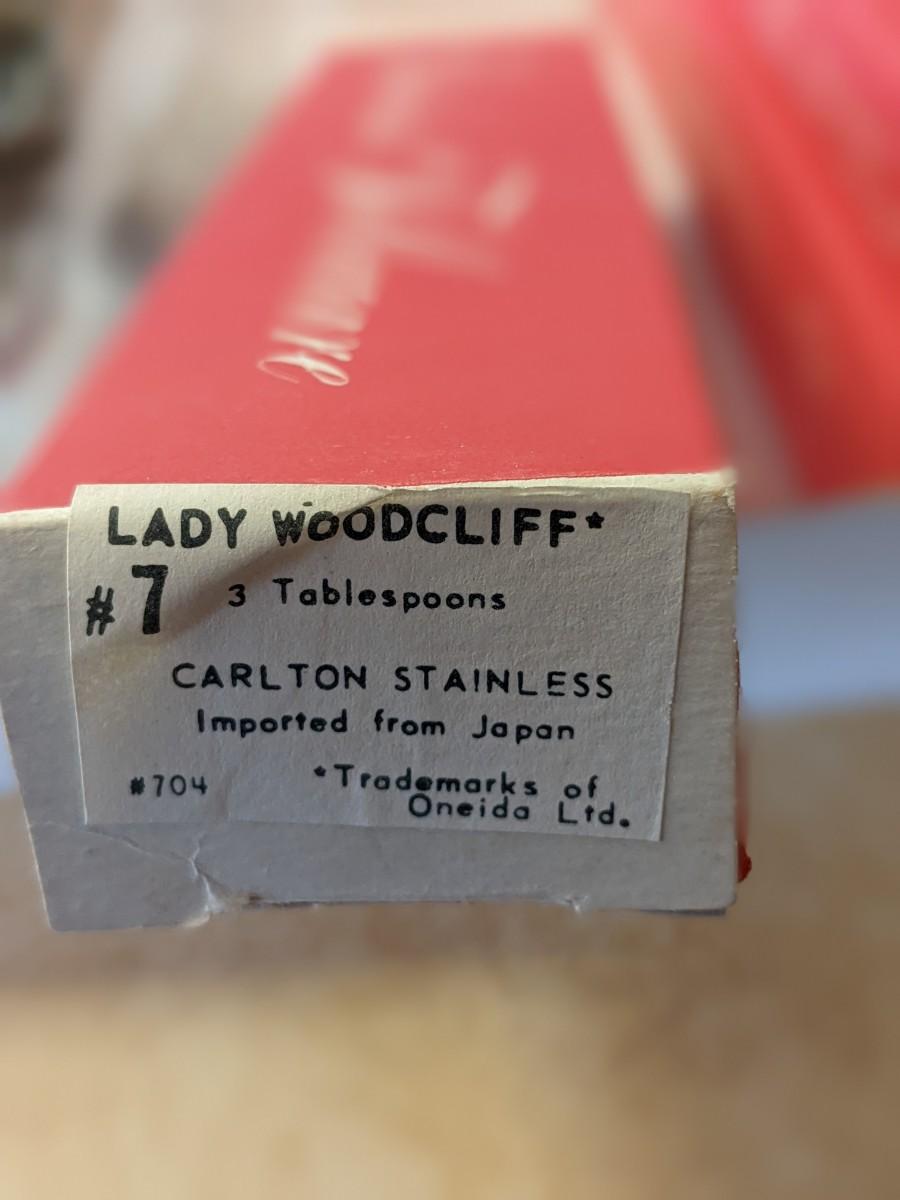 LADY WOODCLIFF*
#7 3 Tablespoons
CARLTON STAINLESS
Imported from Japan
#704 *Trademarks of
Oneida Ltd.